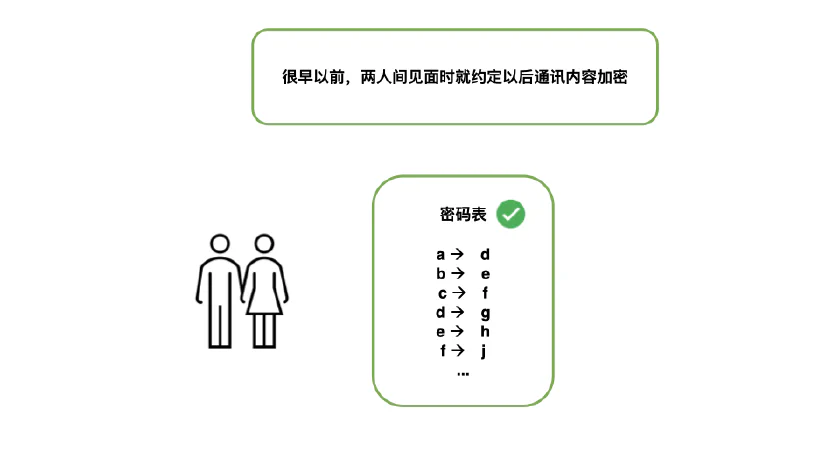 很早以前，两人间见面时就约定以后通讯内容加密
密码表
a → d
b → e
c → f
d → g
e → h
f → j
...